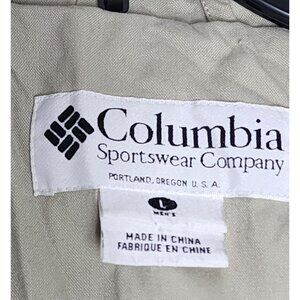 Columbia
Sportswear Company
PORTLAND, OREGON U. S. A.
L
MEN'S
MADE IN CHINA
FABRIQUE EN CHINE